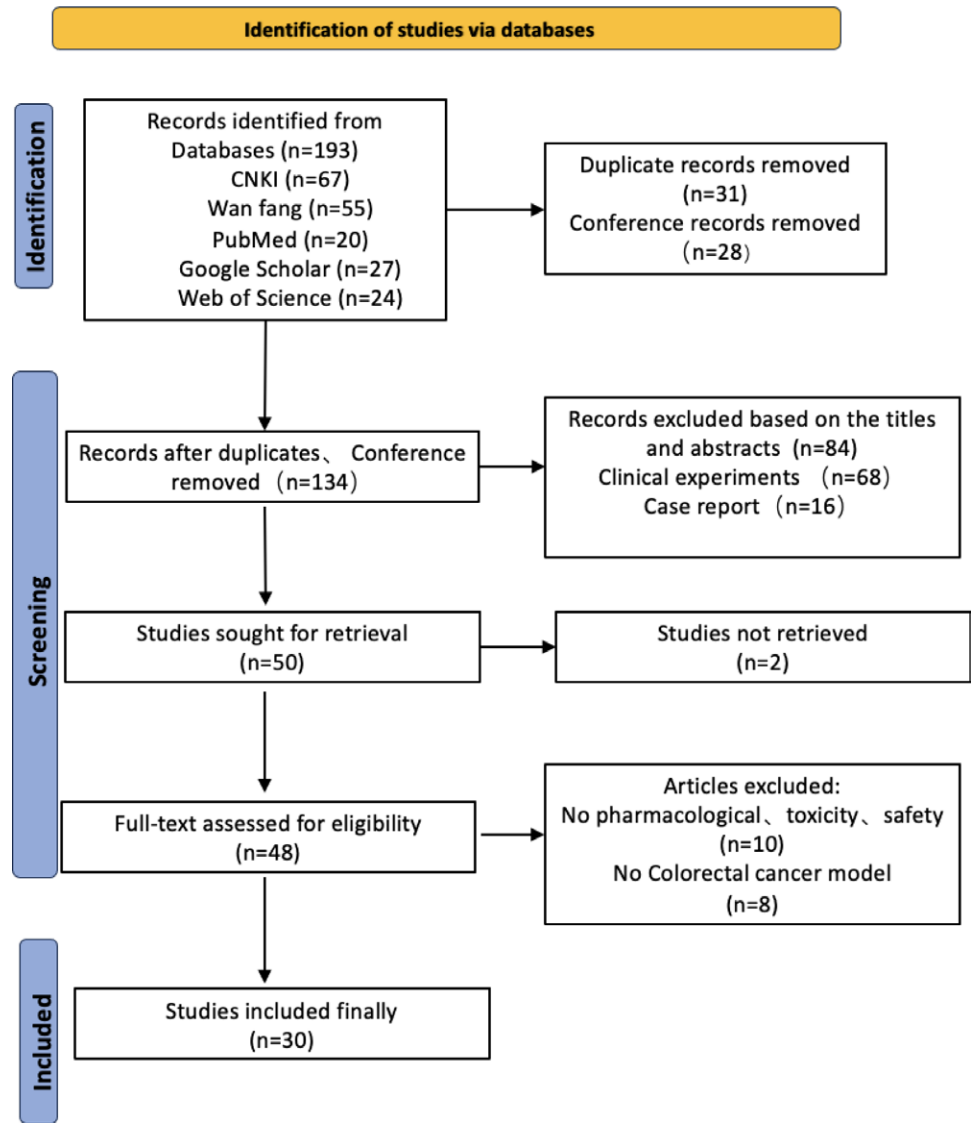 Identification of studies via databases
Identification
Records identified from
Databases (n=193)
CNKI (n=67)
Wan fang (n=55)
PubMed (n=20)
Google Scholar (n=27)
Web of Science (n=24)
Duplicate records removed
(n=31)
Conference records removed
（n=28）
Screening
Records after duplicates、 Conference
removed （n=134）
Records excluded based on the titles
and abstracts (n=84)
Clinical experiments （n=68）
Case report（n=16）
Studies sought for retrieval
(n=50)
Studies not retrieved
(n=2)
Full-text assessed for eligibility
(n=48)
Articles excluded:
No pharmacological、toxicity、safety
(n=10)
No Colorectal cancer model
(n=8)
Included
Studies included finally
(n=30)